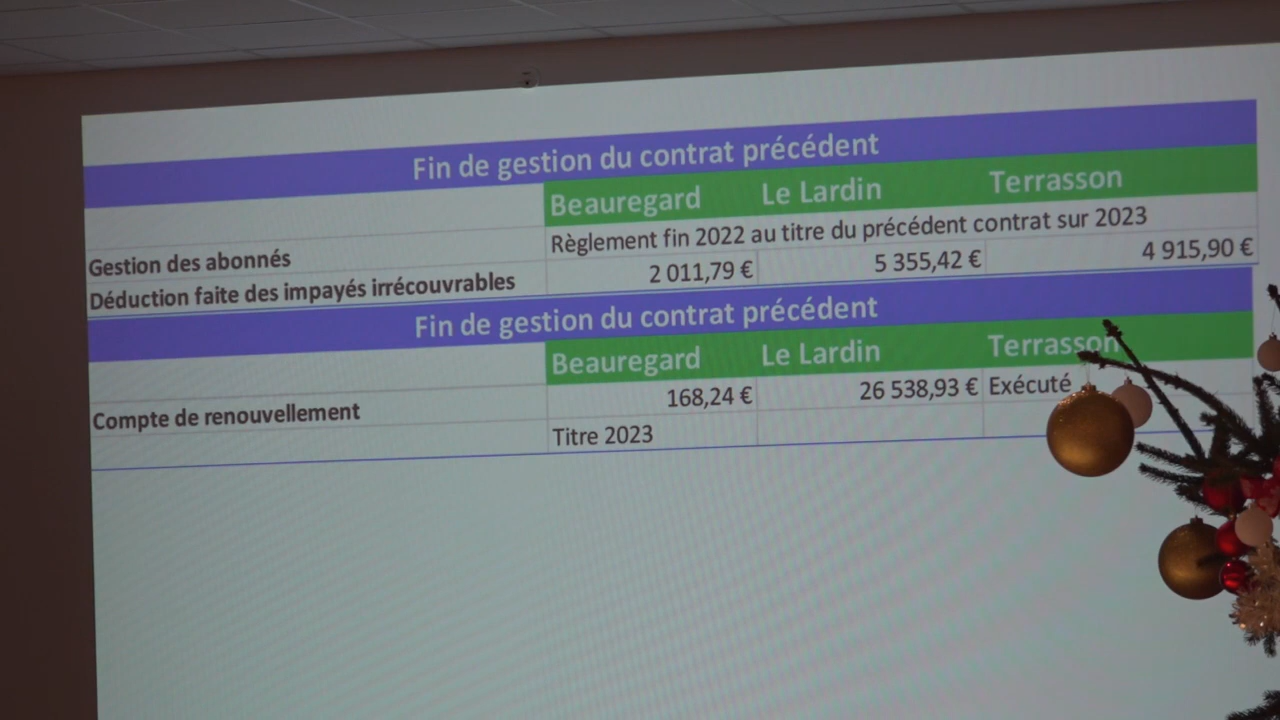 Fin de gestion du contrat précédent
Beauregard Le Lardin Terrasson
Gestion des abonnés Règlement fin 2022 au titre du précédent contrat sur 2023
Déduction faite des impayés irrécouvrables 2 011,79 € 5 355,42 € 4 915,90 €
Fin de gestion du contrat précédent
Beauregard Le Lardin Terrasson
Compte de renouvellement 168,24 € 26 538,93 € Exécuté
Titre 2023